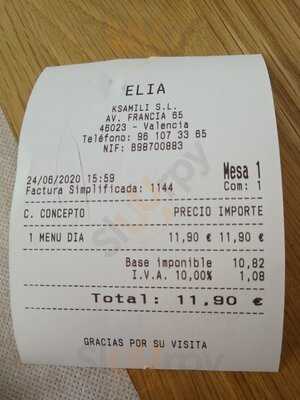 ELIA
KSAMILI S.L.
AV. FRANCIA 65
46023 - Valencia
Teléfono: 96 107 33 65
NIF: B98700883
24/06/2020 15:59 Mesa 1
Factura Simplificada: 1144 Com: 1
C. CONCEPTO PRECIO IMPORTE
1 MENU DIA 11,90 € 11,90 €
Base imponible 10,82
I.V.A. 10,00% 1,08
Total: 11,90 €
GRACIAS POR SU VISITA